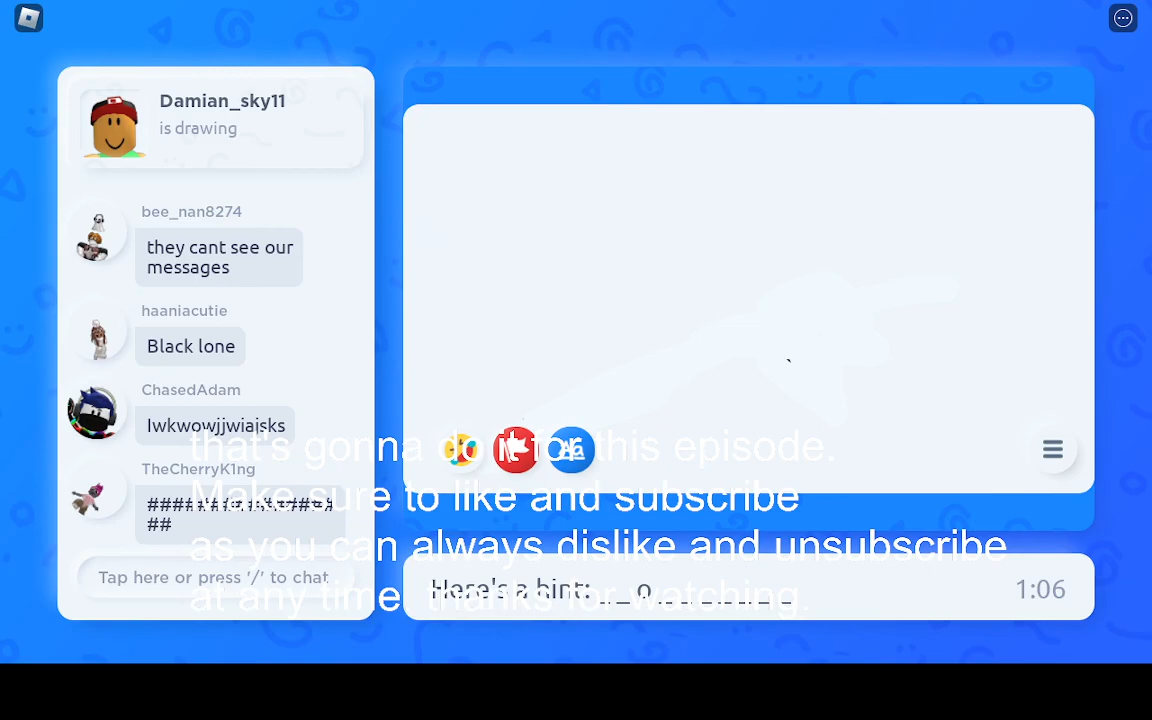 Damian_sky11
is drawing
bee_nan8274
they cant see our
messages
haaniacutie
Black lone
ChasedAdam
Iwkwowjjwiajsks
TheCherryK1ng
##
Tap here or press '/' to chat
Aa
that's gonna do it for this episode.
Make sure to like and subscribe
as you can always dislike and unsubscribe
at any time. thanks for watching.
Here's a hint:
1:06